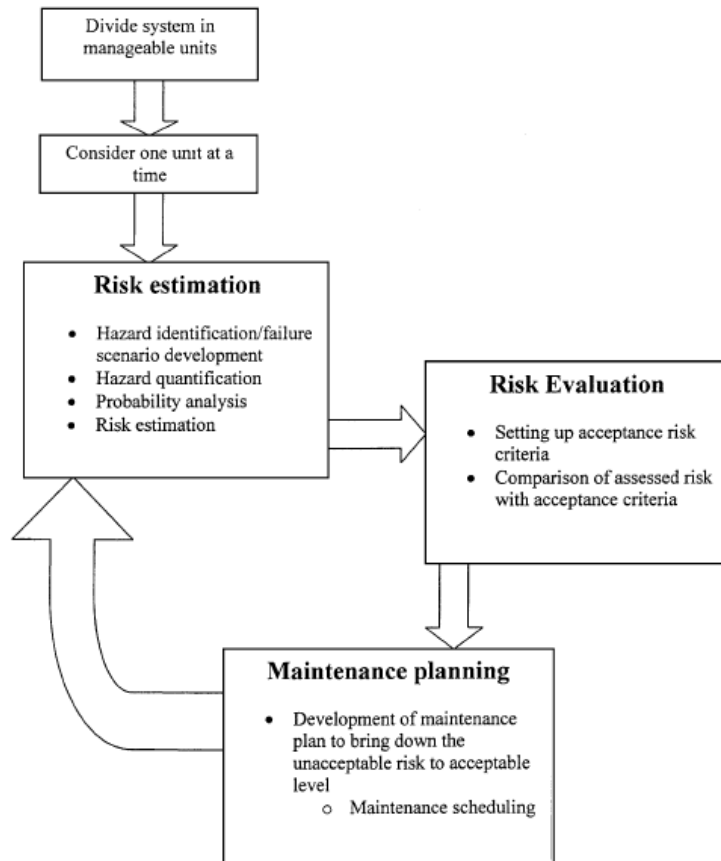 Divide system in
manageable units
Consider one unit at a
time
Risk estimation
• Hazard identification/failure
scenario development
• Hazard quantification
• Probability analysis
• Risk estimation
Risk Evaluation
• Setting up acceptance risk
criteria
• Comparison of assessed risk
with acceptance criteria
Maintenance planning
• Development of maintenance
plan to bring down the
unacceptable risk to acceptable
level
o Maintenance scheduling